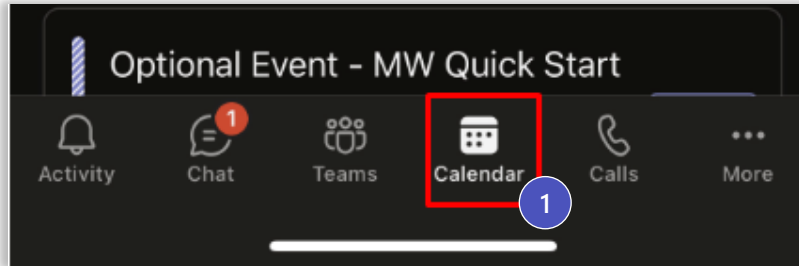 Optional Event - MW Quick Start
1
Activity Chat Teams Calendar Calls More
1